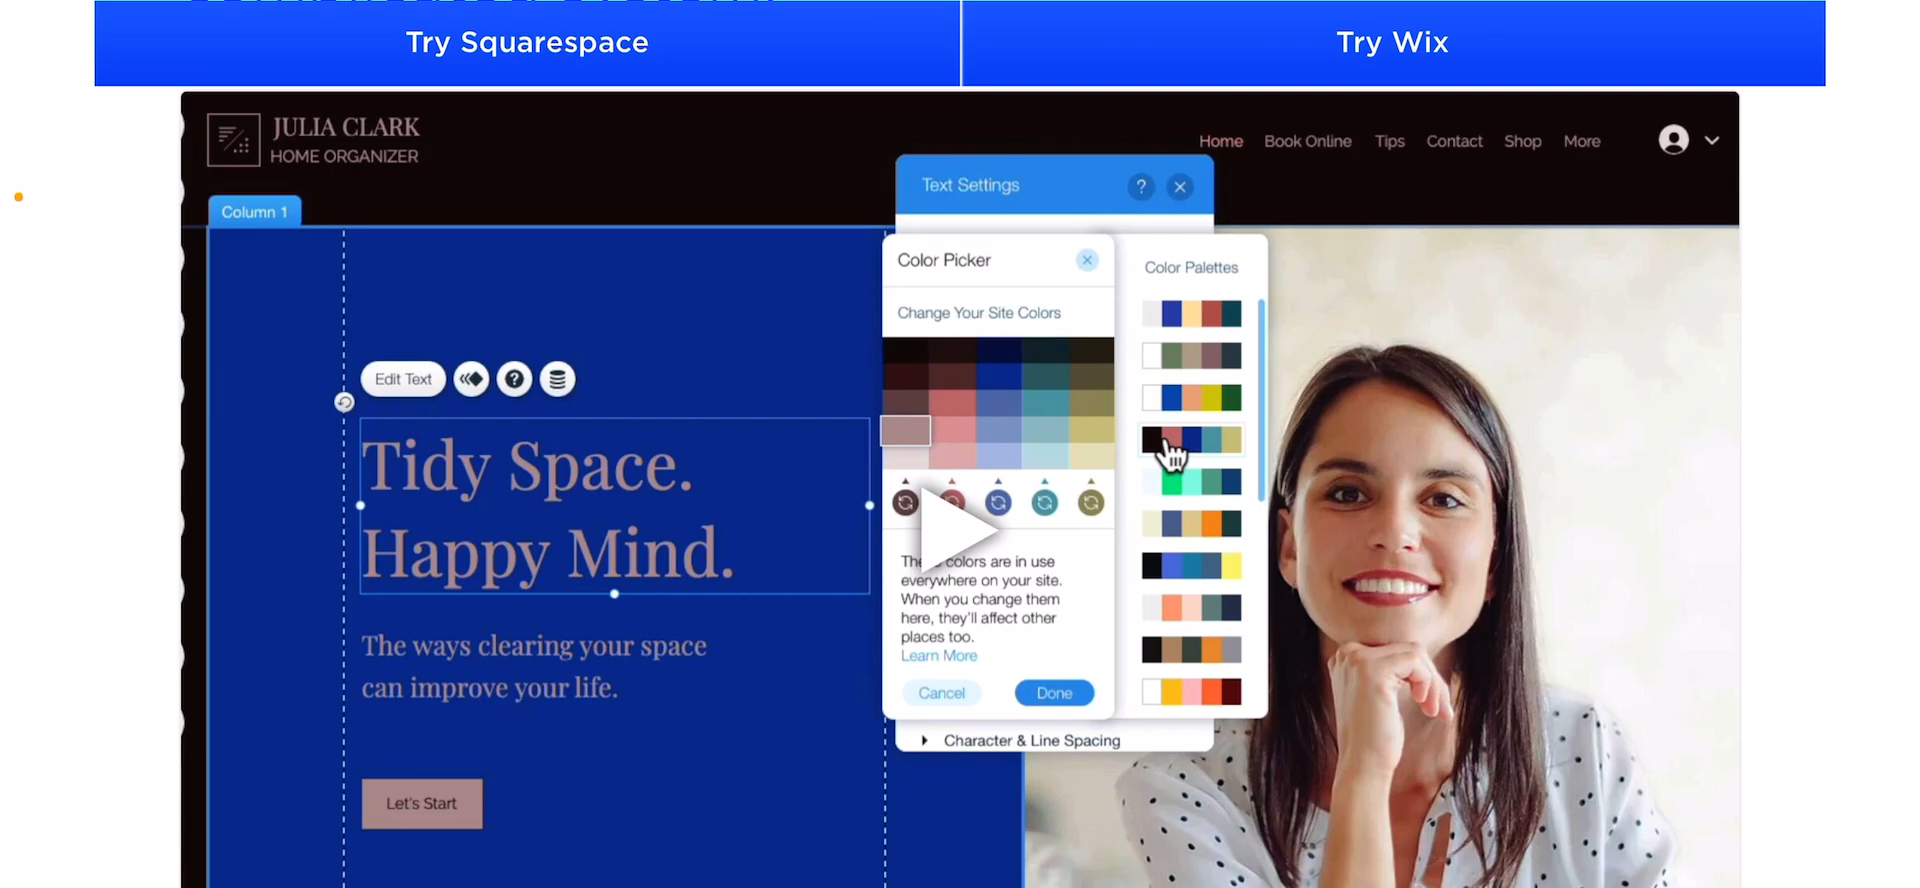 Try Squarespace
Try Wix
JULIA CLARK
HOME ORGANIZER
Home Book Online Tips Contact Shop More
Column 1
Text Settings
?
Color Picker
Color Palettes
Change Your Site Colors
Edit Text
?
Tidy Space.
Happy Mind.
The ways clearing your space
can improve your life.
Let's Start
colors are in use
everywhere on your site.
When you change them
here, they'll affect other
places too.
Learn More
Cancel
Done
Character & Line Spacing